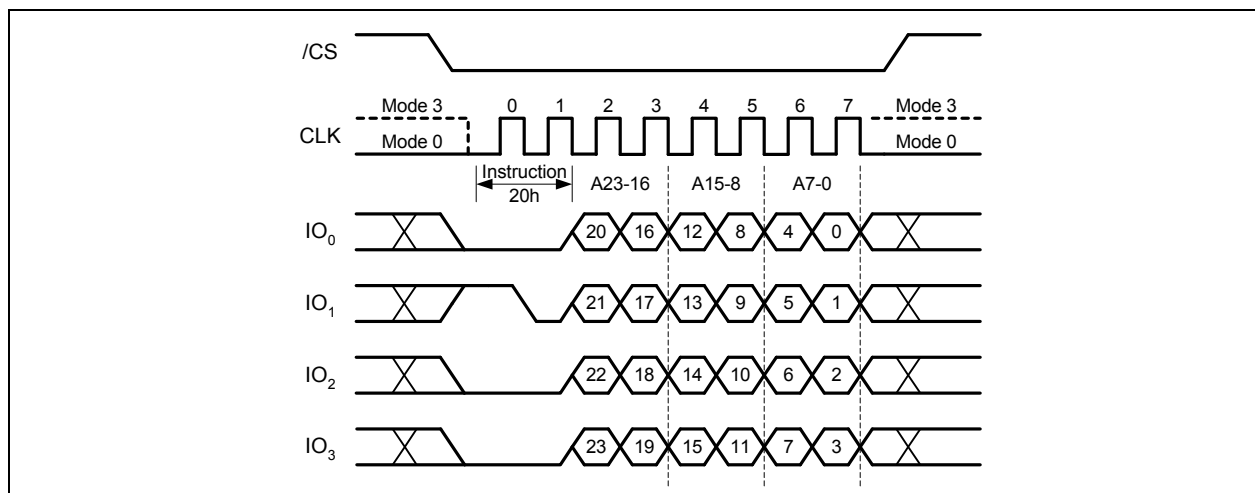 /CS
Mode 3 0 1 2 3 4 5 6 7 Mode 3
CLK
Mode 0 Mode 0
Instruction
20h
A23-16 A15-8 A7-0
IO0 20 16 12 8 4 0
IO1 21 17 13 9 5 1
IO2 22 18 14 10 6 2
IO3 23 19 15 11 7 3